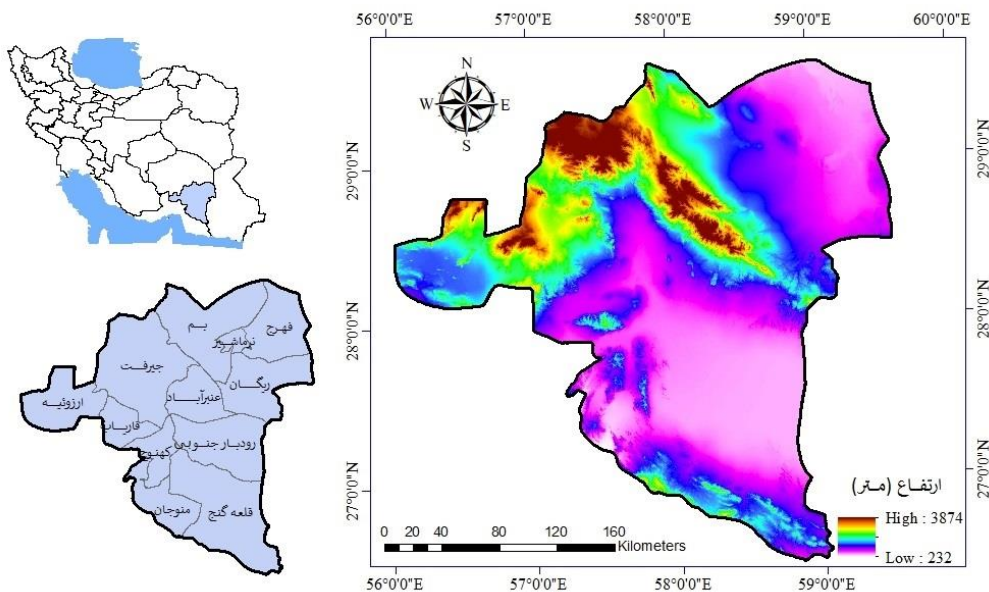 56°0'0"E 57°0'0"E 58°0'0"E 59°0'0"E 60°0'0"E
N
W E
S
29°0'0"N 29°0'0"N
28°0'0"N 28°0'0"N
27°0'0"N 27°0'0"N
بم
فهرج
نرماشیر
جیرفت
ریگان
عنبرآباد
ارزوئیه
فاریاب
رودبار جنوبی
کهنوج
منوجان
قلعه گنج
ارتفاع (متر)
High : 3874
Low : 232
0 20 40 80 120 160
Kilometers
56°0'0"E 57°0'0"E 58°0'0"E 59°0'0"E